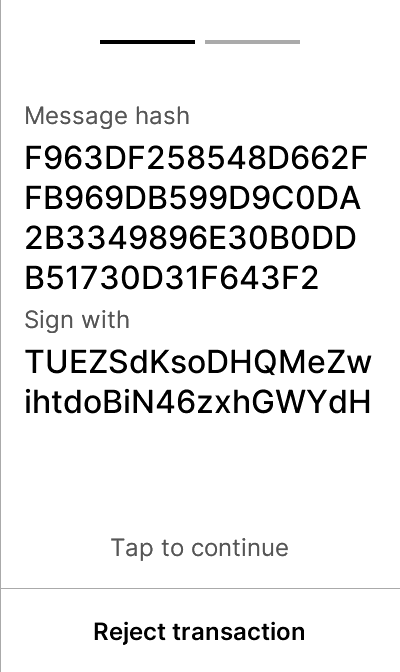 Message hash
F963DF258548D662F
FB969DB599D9C0DA
2B3349896E30B0DD
B51730D31F643F2
Sign with
TUEZSdKsoDHQMeZw
ihtdoBiN46zxhGWYdH
Tap to continue
Reject transaction